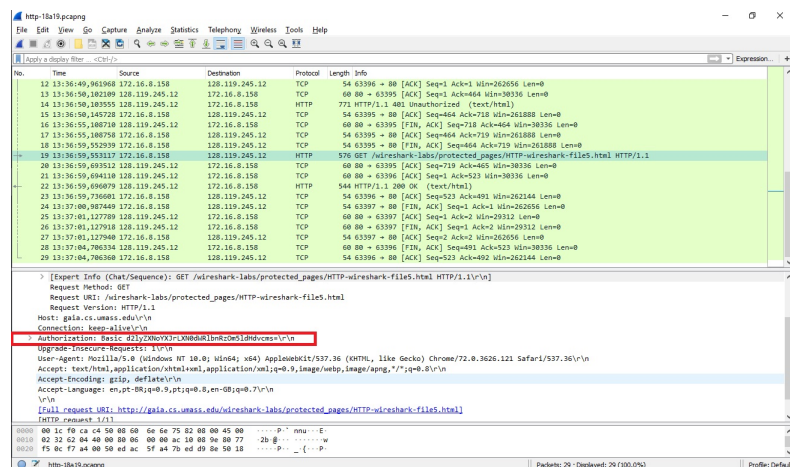 http-18a19.pcapng
File Edit View Go Capture Analyze Statistics Telephony Wireless Tools Help
Apply a display filter ... <Ctrl-/>
Expression... +
No. Time Source Destination Protocol Length Info
12 13:36:49,961968 172.16.8.158 128.119.245.12 TCP 54 63396 → 80 [ACK] Seq=1 Ack=1 Win=262656 Len=0
13 13:36:50,102109 128.119.245.12 172.16.8.158 TCP 60 80 → 63395 [ACK] Seq=1 Ack=464 Win=30336 Len=0
14 13:36:50,103555 128.119.245.12 172.16.8.158 HTTP 771 HTTP/1.1 401 Unauthorized (text/html)
15 13:36:50,145728 172.16.8.158 128.119.245.12 TCP 54 63395 → 80 [ACK] Seq=464 Ack=718 Win=261888 Len=0
16 13:36:55,108710 128.119.245.12 172.16.8.158 TCP 60 80 → 63395 [FIN, ACK] Seq=718 Ack=464 Win=30336 Len=0
17 13:36:55,108758 172.16.8.158 128.119.245.12 TCP 54 63395 → 80 [ACK] Seq=464 Ack=719 Win=261888 Len=0
18 13:36:59,552939 172.16.8.158 128.119.245.12 TCP 54 63395 → 80 [FIN, ACK] Seq=464 Ack=719 Win=261888 Len=0
19 13:36:59,553117 172.16.8.158 128.119.245.12 HTTP 576 GET /wireshark-labs/protected_pages/HTTP-wireshark-file5.html HTTP/1.1
20 13:36:59,693512 128.119.245.12 172.16.8.158 TCP 60 80 → 63395 [ACK] Seq=719 Ack=465 Win=30336 Len=0
21 13:36:59,694110 128.119.245.12 172.16.8.158 TCP 60 80 → 63396 [ACK] Seq=1 Ack=523 Win=30336 Len=0
22 13:36:59,696079 128.119.245.12 172.16.8.158 HTTP 544 HTTP/1.1 200 OK (text/html)
23 13:36:59,736601 172.16.8.158 128.119.245.12 TCP 54 63396 → 80 [ACK] Seq=523 Ack=491 Win=262144 Len=0
24 13:37:00,987449 172.16.8.158 128.119.245.12 TCP 54 63397 → 80 [FIN, ACK] Seq=1 Ack=1 Win=262656 Len=0
25 13:37:01,127789 128.119.245.12 172.16.8.158 TCP 60 80 → 63397 [ACK] Seq=1 Ack=2 Win=29312 Len=0
26 13:37:01,127918 128.119.245.12 172.16.8.158 TCP 60 80 → 63397 [FIN, ACK] Seq=1 Ack=2 Win=29312 Len=0
27 13:37:01,127940 172.16.8.158 128.119.245.12 TCP 54 63397 → 80 [ACK] Seq=2 Ack=2 Win=262656 Len=0
28 13:37:04,706334 128.119.245.12 172.16.8.158 TCP 60 80 → 63396 [FIN, ACK] Seq=491 Ack=523 Win=30336 Len=0
29 13:37:04,706360 172.16.8.158 128.119.245.12 TCP 54 63396 → 80 [ACK] Seq=523 Ack=492 Win=262144 Len=0
[Expert Info (Chat/Sequence): GET /wireshark-labs/protected_pages/HTTP-wireshark-file5.html HTTP/1.1\r\n]
Request Method: GET
Request URI: /wireshark-labs/protected_pages/HTTP-wireshark-file5.html
Request Version: HTTP/1.1
Host: gaia.cs.umass.edu\r\n
Connection: keep-alive\r\n
Authorization: Basic d2lyZXNoYXJrLXN0dWRlbnRzOm5ldHdvcms=\r\n
Upgrade-Insecure-Requests: 1\r\n
User-Agent: Mozilla/5.0 (Windows NT 10.0; Win64; x64) AppleWebKit/537.36 (KHTML, like Gecko) Chrome/72.0.3626.121 Safari/537.36\r\n
Accept: text/html,application/xhtml+xml,application/xml;q=0.9,image/webp,image/apng,*/*;q=0.8\r\n
Accept-Encoding: gzip, deflate\r\n
Accept-Language: en,pt-BR;q=0.9,pt;q=0.8,en-GB;q=0.7\r\n
\r\n
[Full request URI: http://gaia.cs.umass.edu/wireshark-labs/protected_pages/HTTP-wireshark-file5.html]
[HTTP request 1/1]
0000 00 1c f0 ca c4 50 08 60 6e 6e 75 82 08 00 45 00 ·····P·` nnu···E·
0010 02 32 62 04 40 00 80 06 00 00 ac 10 08 9e 80 77 ·2b·@··· ·······w
0020 f5 0c f7 a4 00 50 ed ac 5f a4 7b ed d9 8e 50 18 ·····P·· _·{···P·
http-18a19.pcapng
Packets: 29 · Displayed: 29 (100.0%)
Profile: Default